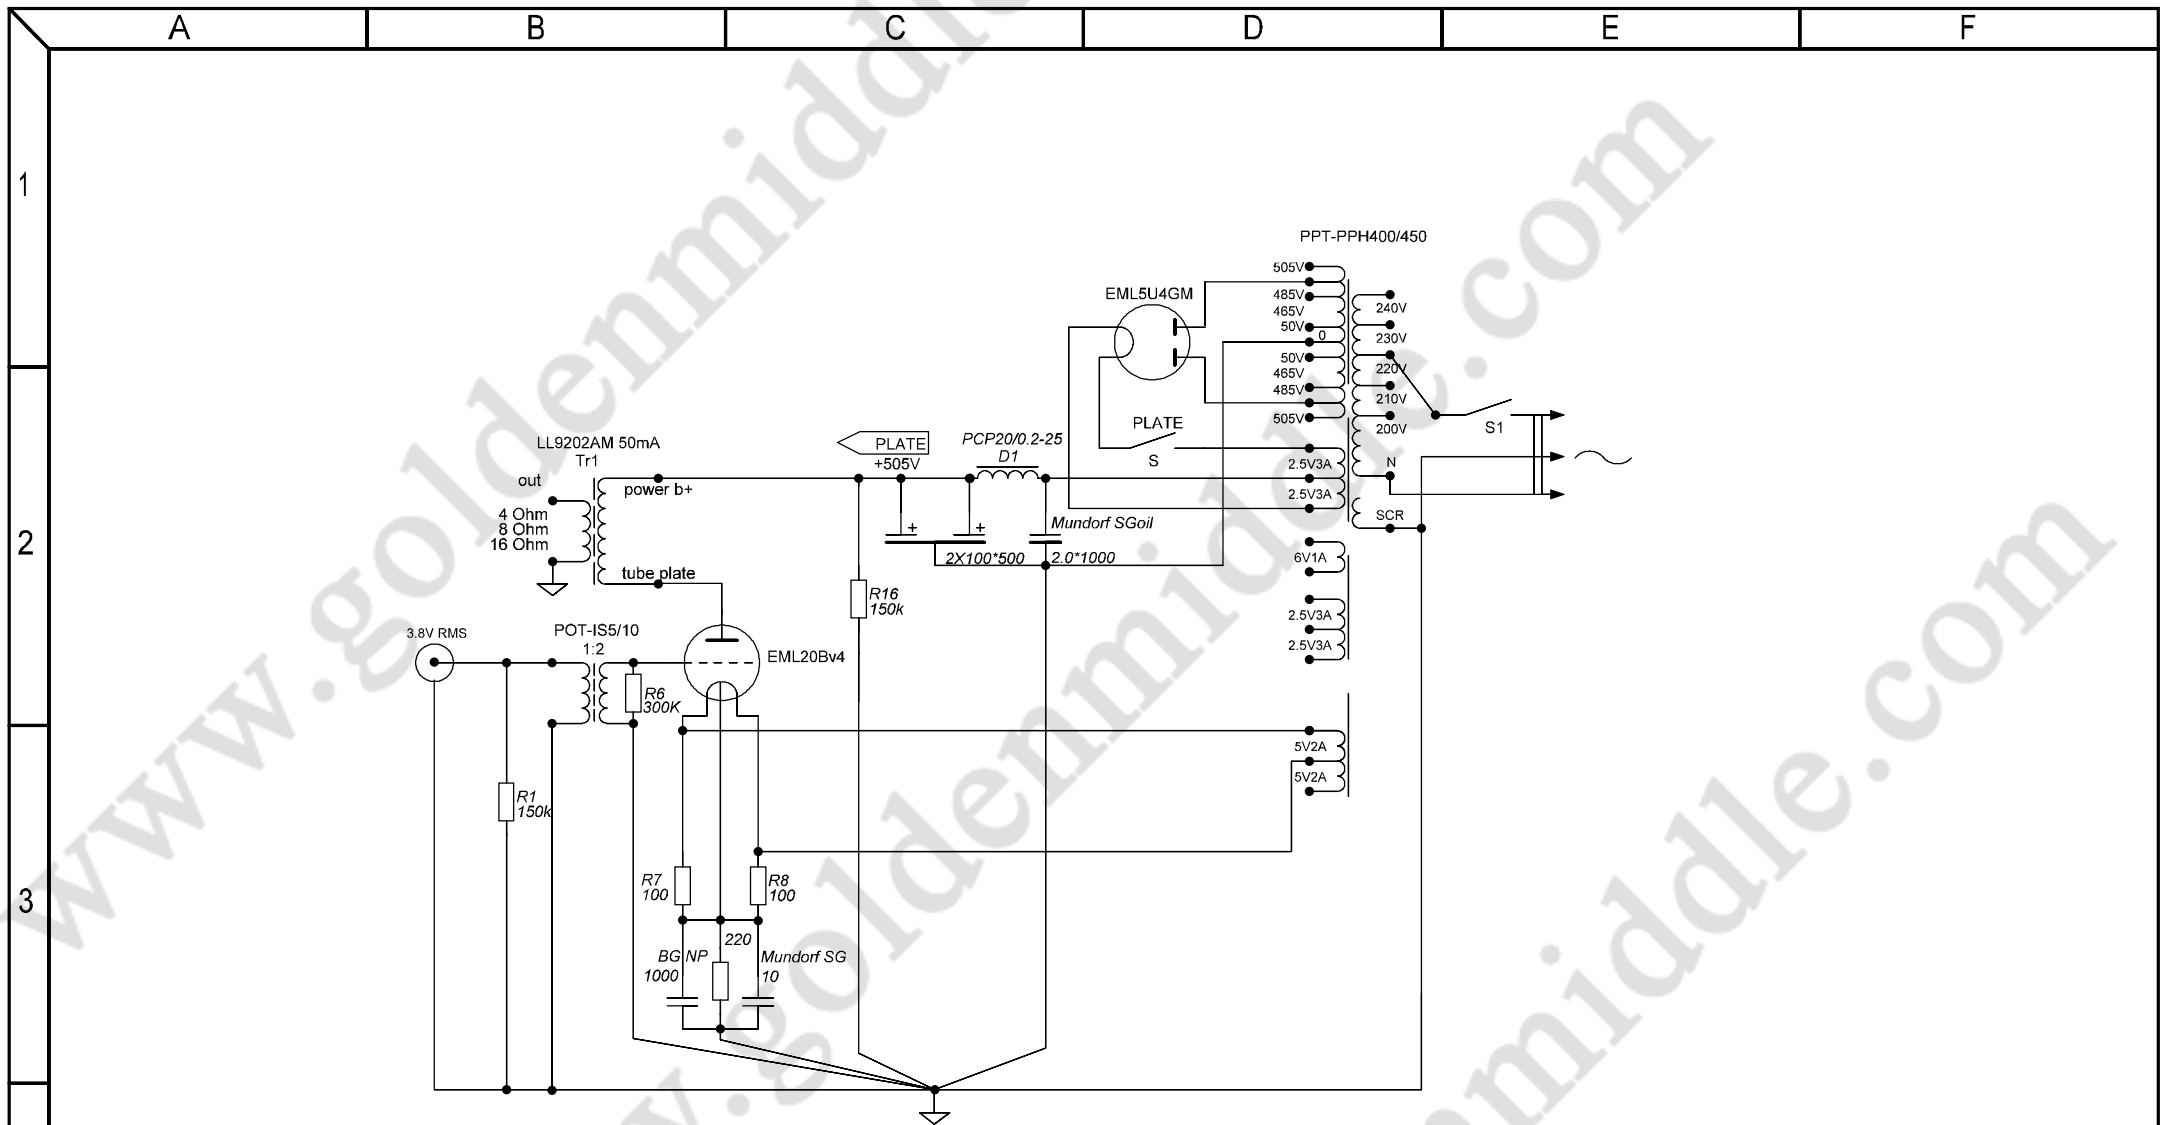 A B C D E F
1
2
3
PPT-PPH400/450
505V
485V
465V
50V
0
50V
465V
485V
505V
240V
230V
220V
210V
200V
N
SCR
S1
EML5U4GM
PLATE
S
2.5V3A
2.5V3A
6V1A
2.5V3A
2.5V3A
5V2A
5V2A
LL9202AM 50mA
Tr1
out
power b+
4 Ohm
8 Ohm
16 Ohm
tube plate
PLATE
+505V
PCP20/0.2-25
D1
+
+
Mundorf SGoil
2X100*500
2.0*1000
R16
150k
3.8V RMS
POT-IS5/10
1:2
EML20Bv4
R6
300K
R1
150k
R7
100
R8
100
220
BG NP
1000
Mundorf SG
10
www.goldenmiddle.com
www.goldenmiddle.com